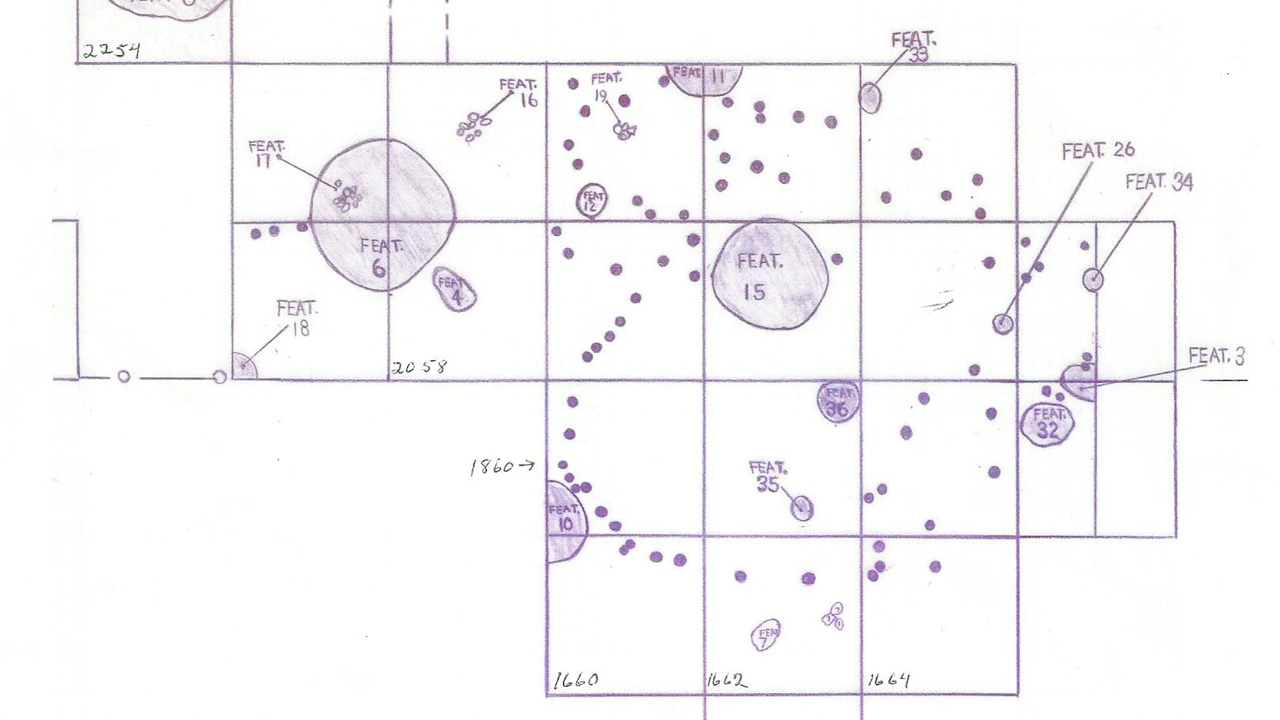 2254
FEAT.
33
FEAT.
16
FEAT.
19
FEAT.
11
FEAT.
17
FEAT. 26
FEAT. 34
FEAT.
12
FEAT.
6
FEAT
4
FEAT.
15
FEAT.
18
2058
FEAT. 3
FEAT.
36
FEAT.
32
1860→
FEAT.
35
FEAT.
10
FEAT
7
1660
1662
1664